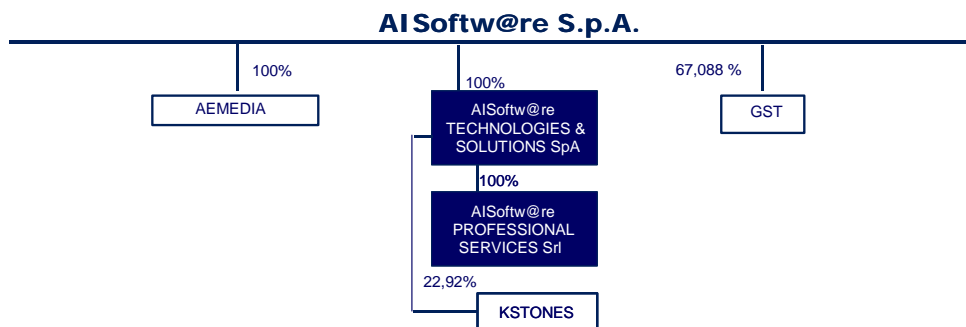 AISoftw@re S.p.A.
100%
100%
67,088 %
AEMEDIA
AISoftw@re
TECHNOLOGIES &
SOLUTIONS SpA
GST
100%
AISoftw@re
PROFESSIONAL
SERVICES Srl
22,92%
KSTONES